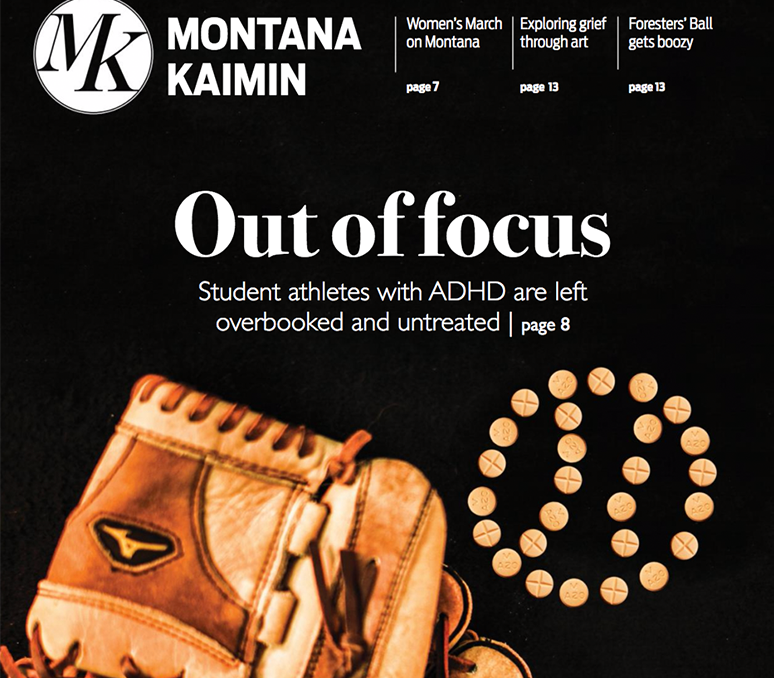 MK
MONTANA
KAIMIN
Women's March
on Montana
page 7
Exploring grief
through art
page 13
Foresters' Ball
gets boozy
page 13
Out of focus
Student athletes with ADHD are left
overbooked and untreated | page 8